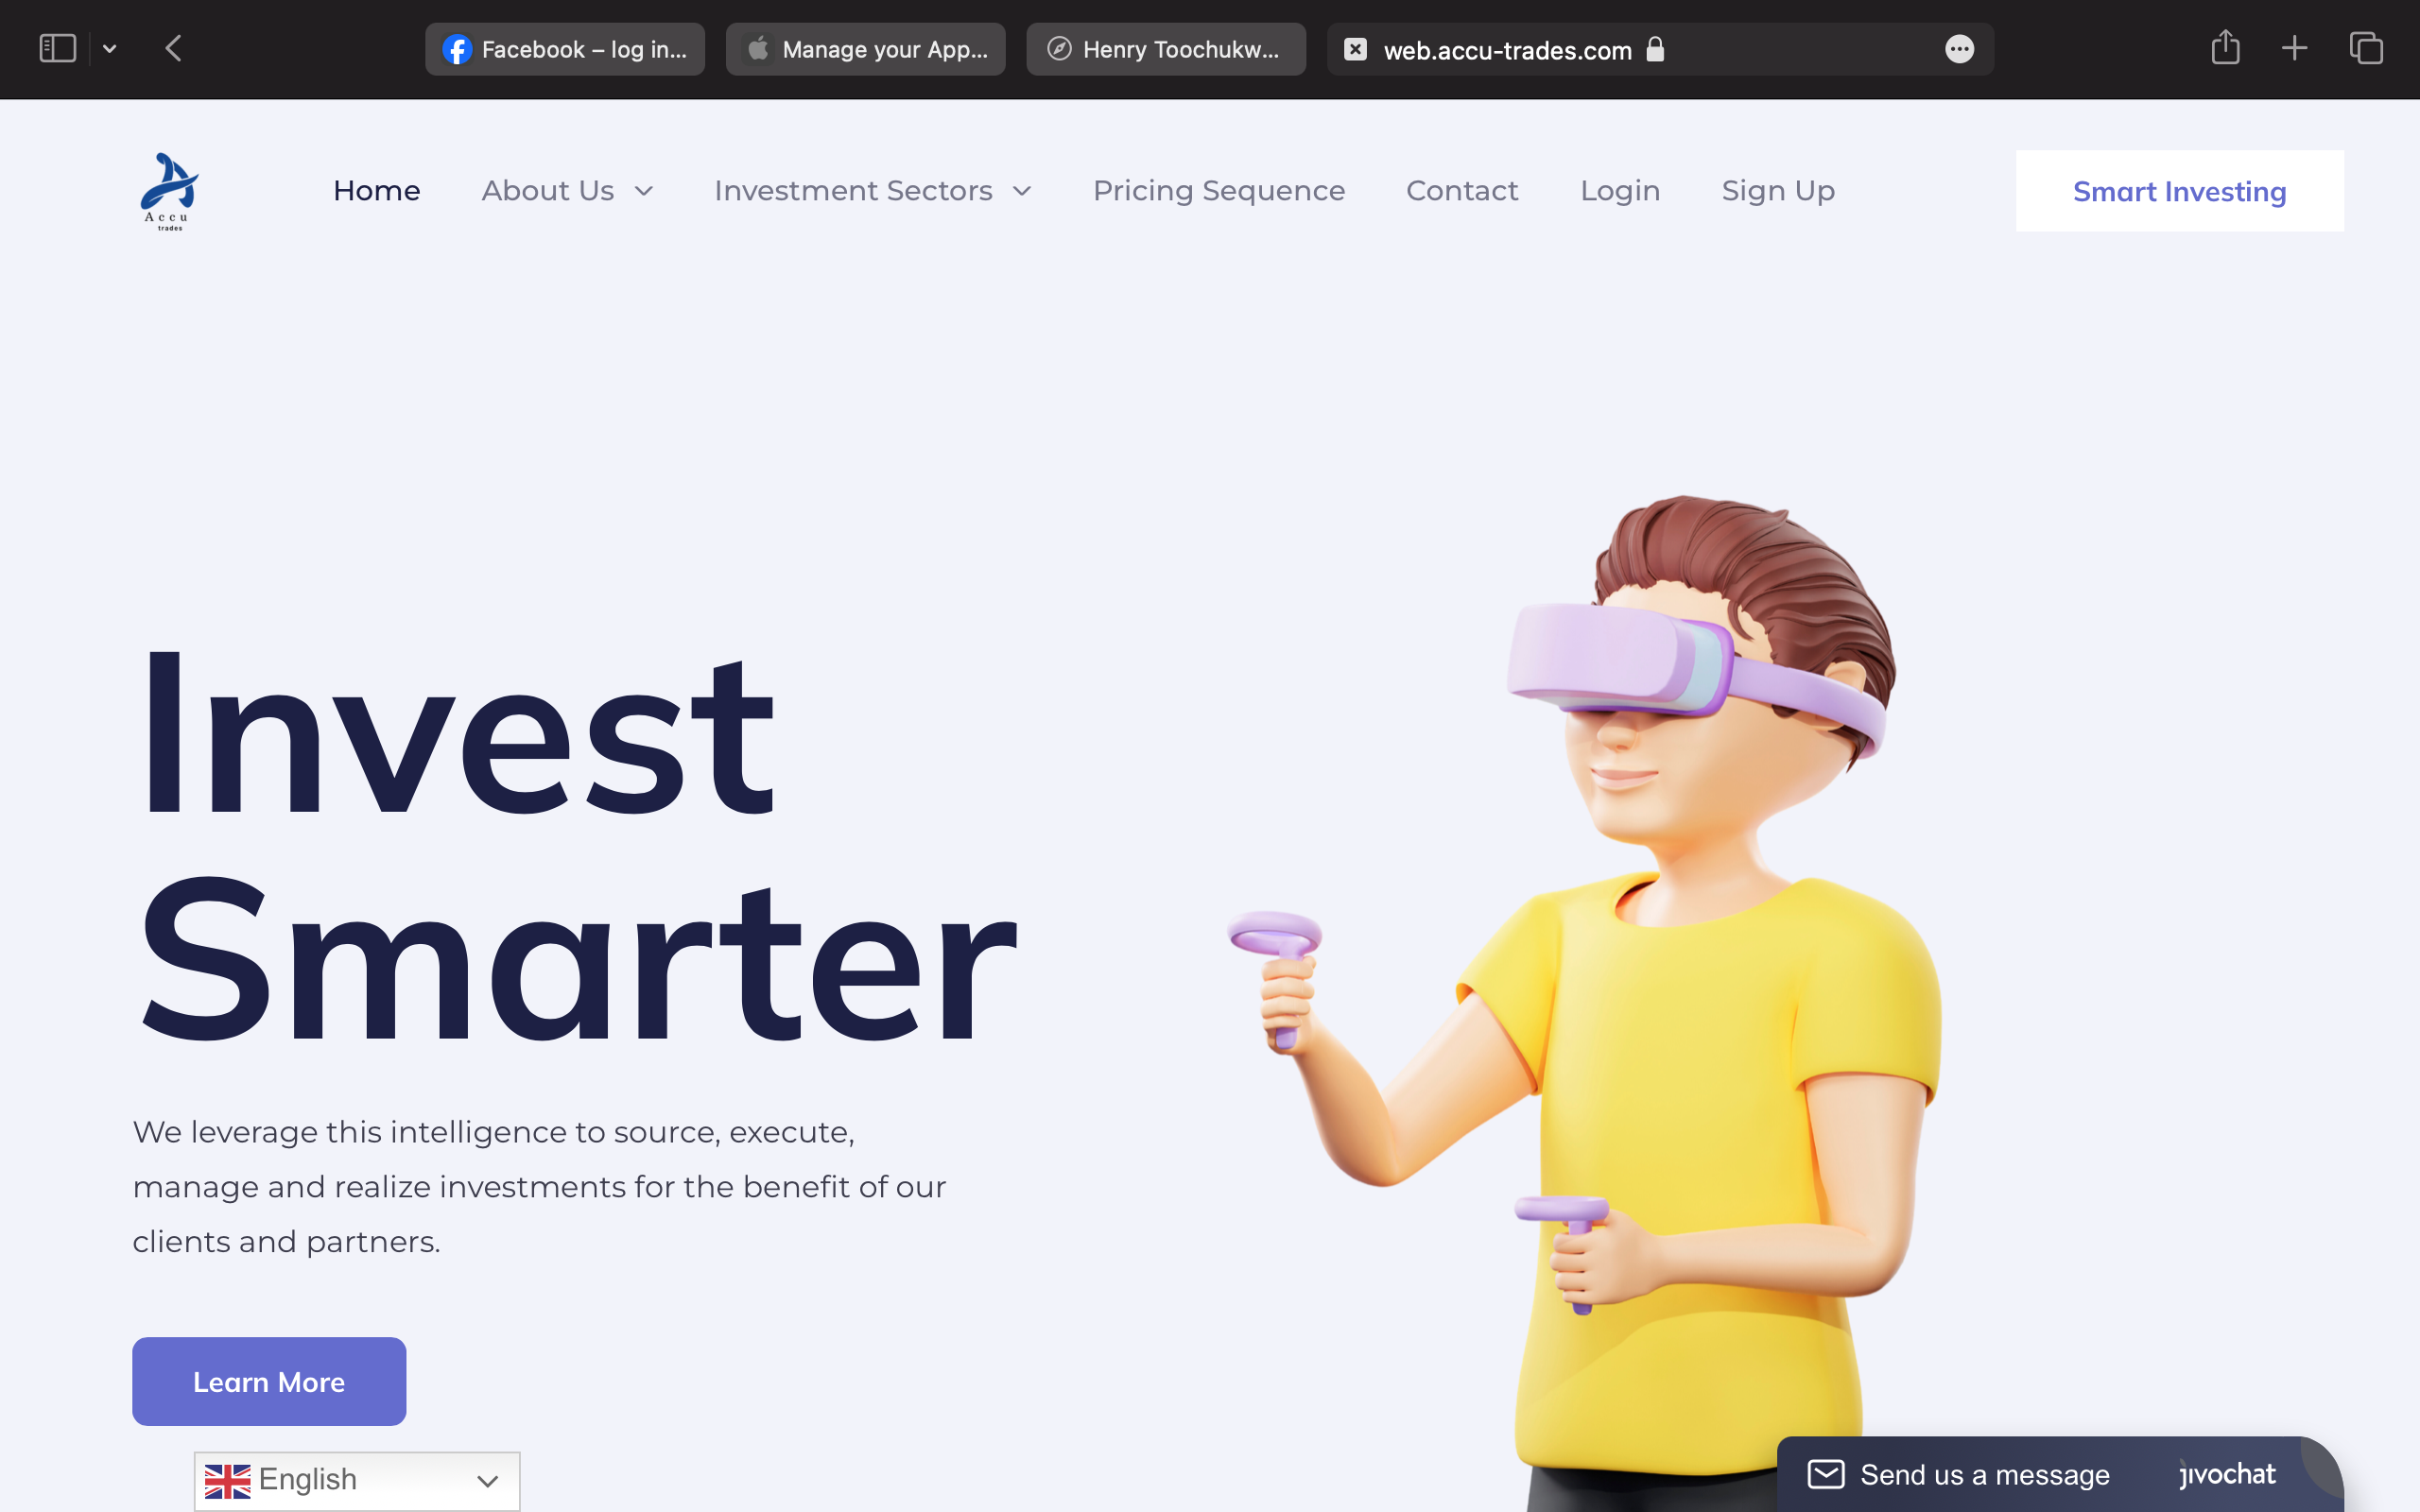 Facebook – log in...
Manage your App...
Henry Toochukw...
web.accu-trades.com
Accu
trades
Home
About Us
Investment Sectors
Pricing Sequence
Contact
Login
Sign Up
Smart Investing
Invest
Smarter
We leverage this intelligence to source, execute,
manage and realize investments for the benefit of our
clients and partners.
Learn More
English
Send us a message
jivochat